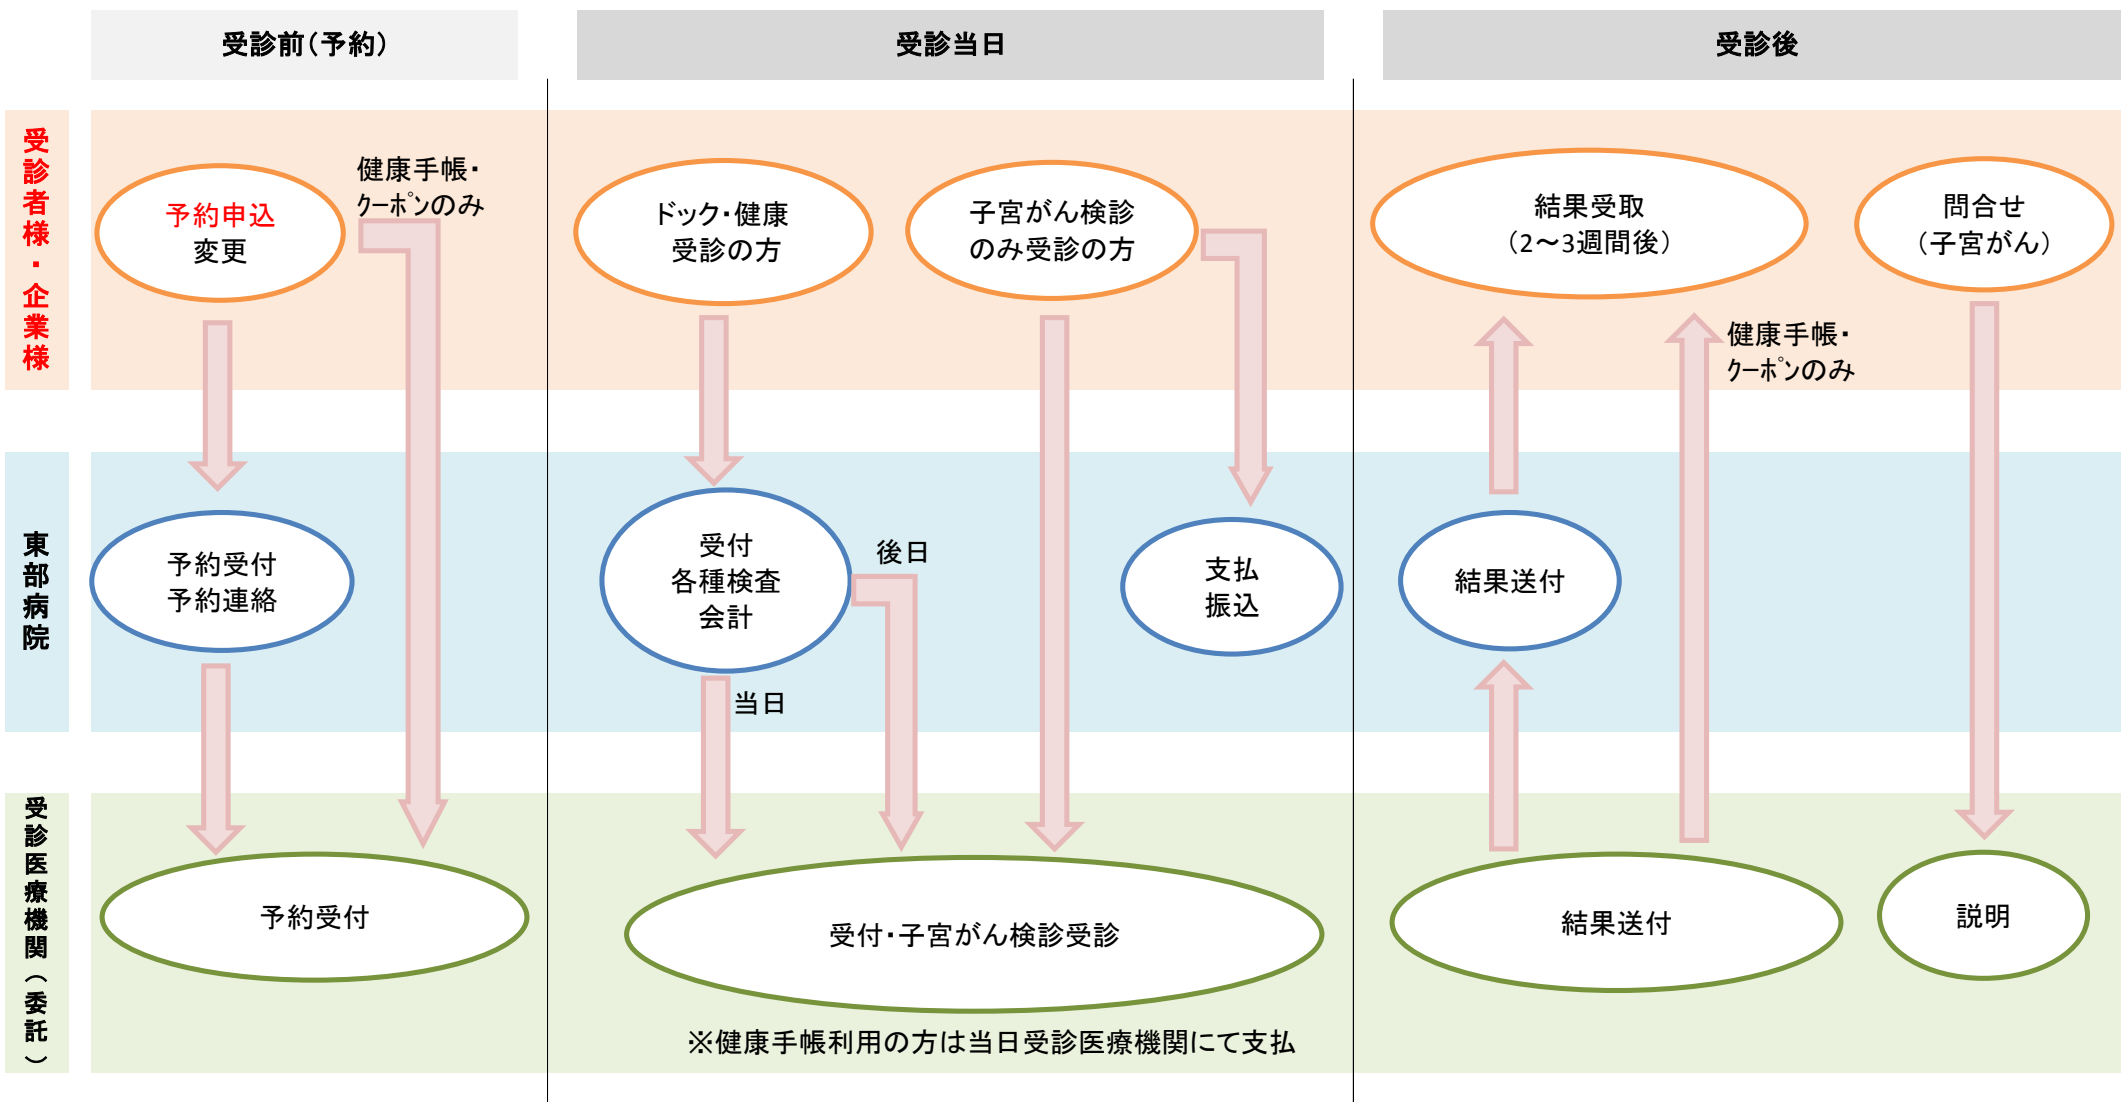 受診前(予約)
受診当日
受診後
受診者様・企業様
予約申込
変更
健康手帳・
ｸｰﾎﾟﾝのみ
ドック・健康
受診の方
子宮がん検診
のみ受診の方
結果受取
(2～3週間後)
問合せ
(子宮がん)
健康手帳・
ｸｰﾎﾟﾝのみ
東部病院
予約受付
予約連絡
受付
各種検査
会計
後日
当日
支払
振込
結果送付
受診医療機関(委託)
予約受付
受付・子宮がん検診受診
結果送付
説明
※健康手帳利用の方は当日受診医療機関にて支払